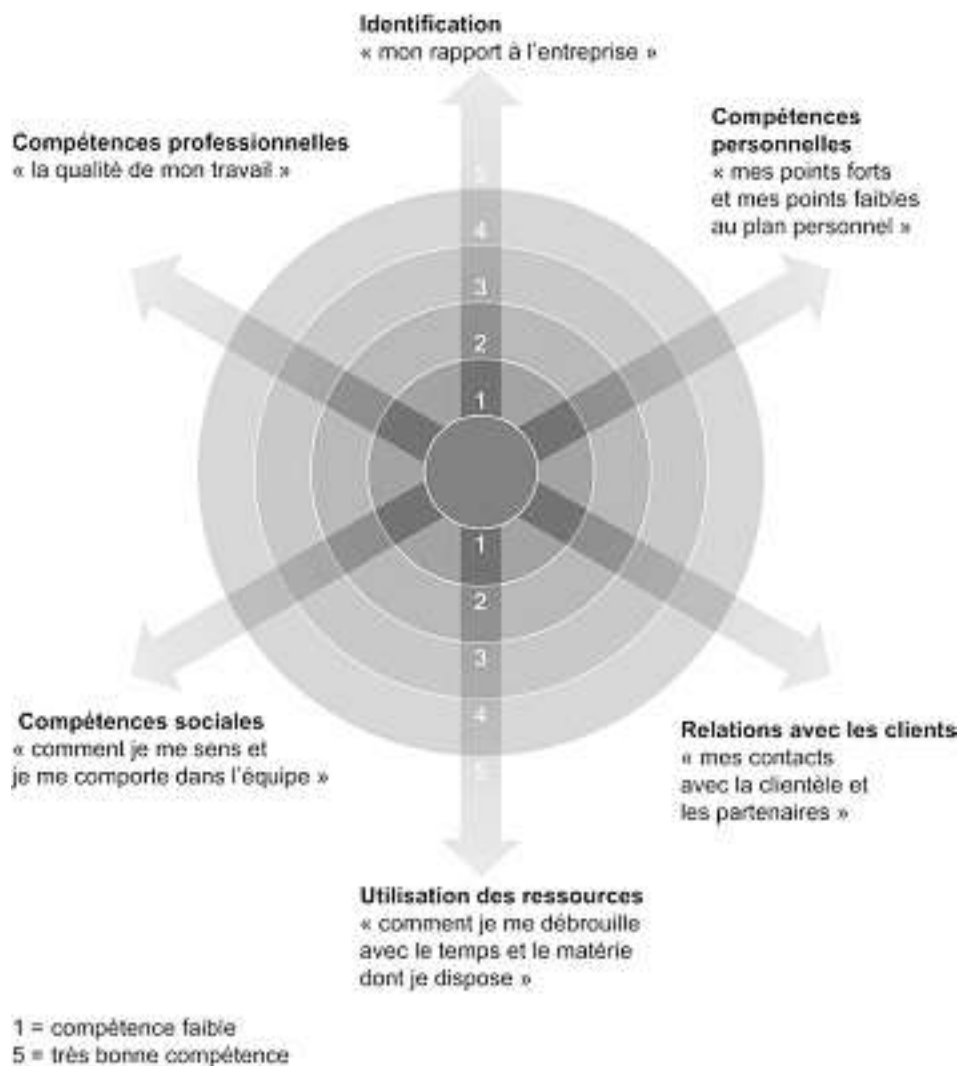 Identification
« mon rapport à l'entreprise »
Compétences professionnelles
« la qualité de mon travail »
Compétences
personnelles
« mes points forts
et mes points faibles
au plan personnel »
5
4
3
2
1
1
2
3
4
5
Compétences sociales
« comment je me sens et
je me comporte dans l'équipe »
Relations avec les clients
« mes contacts
avec la clientèle et
les partenaires »
Utilisation des ressources
« comment je me débrouille
avec le temps et le matérie
dont je dispose »
1 = compétence faible
5 = très bonne compétence